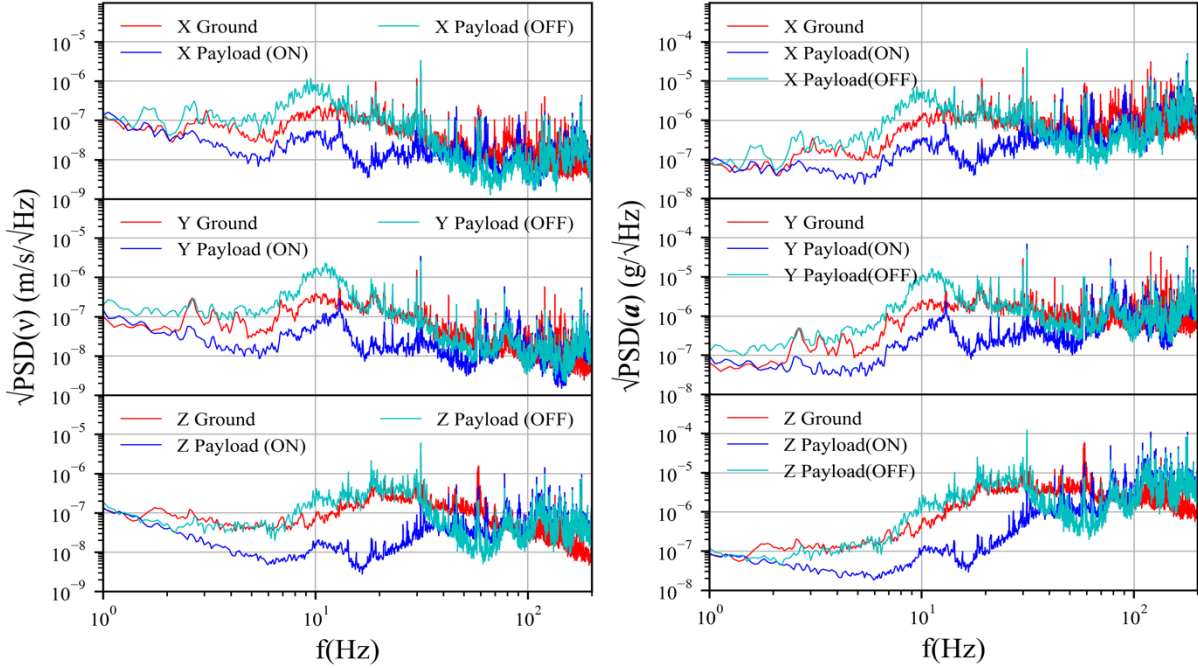 X Ground X Payload (OFF)
X Payload (ON)
10⁻⁵
10⁻⁶
10⁻⁷
10⁻⁸
10⁻⁹
Y Ground Y Payload (OFF)
Y Payload (ON)
10⁻⁵
10⁻⁶
10⁻⁷
10⁻⁸
10⁻⁹
Z Ground Z Payload (OFF)
Z Payload (ON)
10⁻⁵
10⁻⁶
10⁻⁷
10⁻⁸
10⁻⁹
√PSD(v) (m/s/√Hz)
10⁰ 10¹ 10²
f(Hz)
X Ground
X Payload(ON)
X Payload(OFF)
10⁻⁴
10⁻⁵
10⁻⁶
10⁻⁷
10⁻⁸
Y Ground
Y Payload(ON)
Y Payload(OFF)
10⁻⁴
10⁻⁵
10⁻⁶
10⁻⁷
10⁻⁸
Z Ground
Z Payload(ON)
Z Payload(OFF)
10⁻⁴
10⁻⁵
10⁻⁶
10⁻⁷
10⁻⁸
√PSD(a) (g/√Hz)
10⁰ 10¹ 10²
f(Hz)